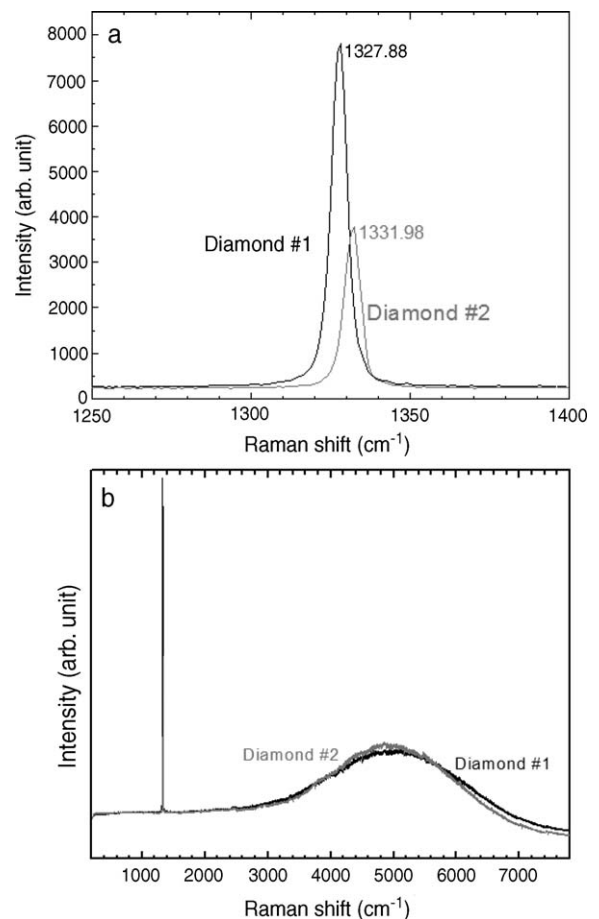 a
8000
7000
6000
5000
4000
3000
2000
1000
0
Intensity (arb. unit)
1327.88
1331.98
Diamond #1
Diamond #2
1250 1300 1350 1400
Raman shift (cm⁻¹)
b
Intensity (arb. unit)
Diamond #2
Diamond #1
1000 2000 3000 4000 5000 6000 7000
Raman shift (cm⁻¹)